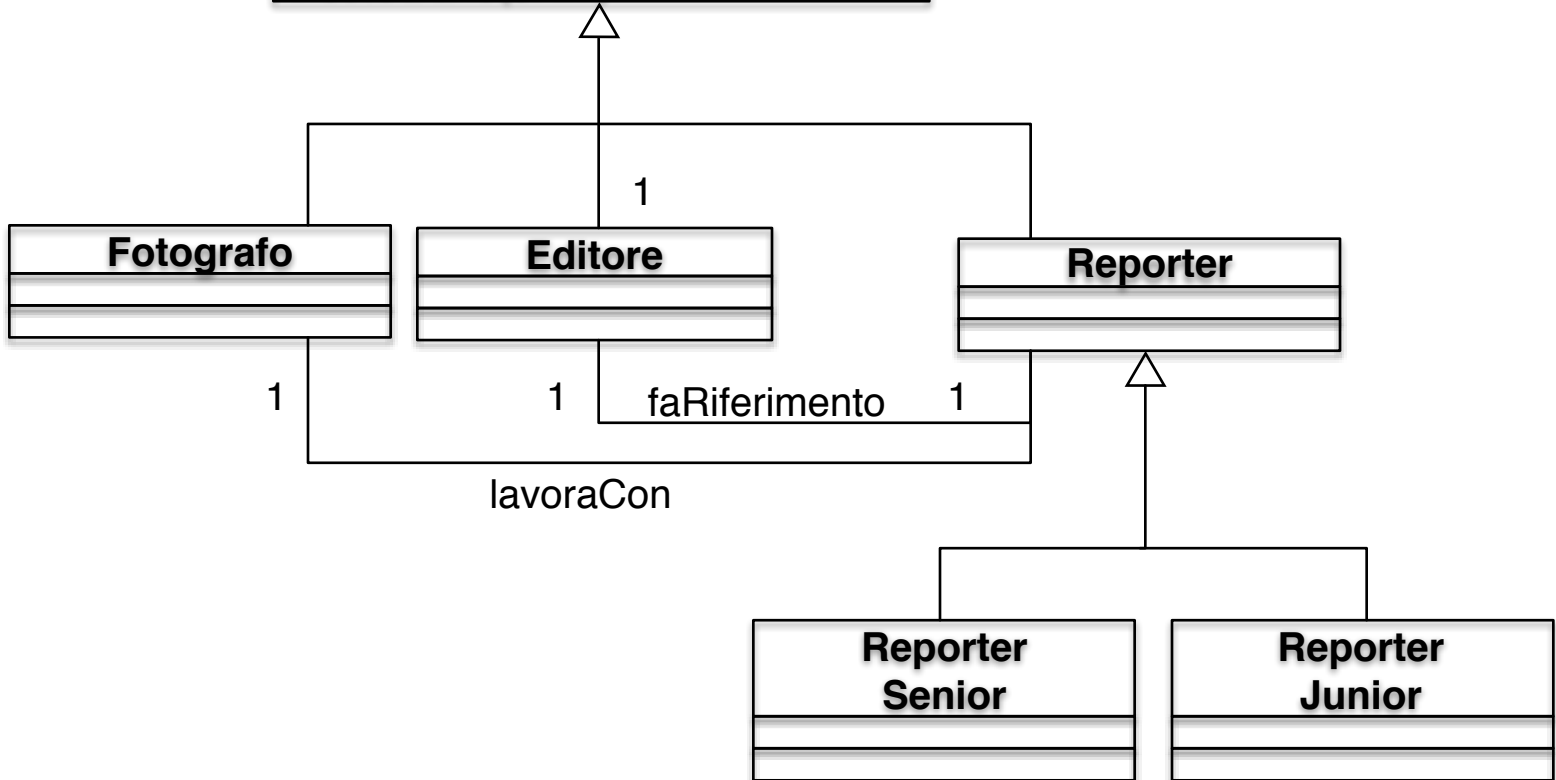 1
Fotografo
Editore
Reporter
1
1
faRiferimento
1
lavoraCon
Reporter
Senior
Reporter
Junior